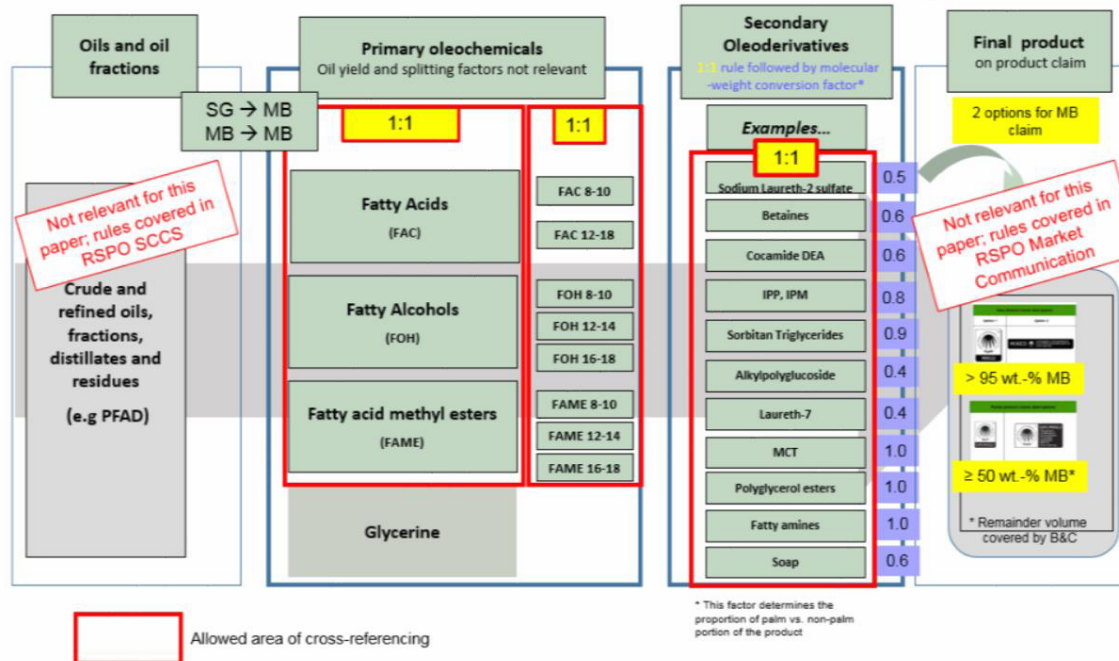 Oils and oil
fractions
Primary oleochemicals
Oil yield and splitting factors not relevant
Secondary
Oleoderivatives
1:1 rule followed by molecular
-weight conversion factor*
Final product
on product claim
SG → MB
MB → MB
1:1
1:1
Examples...
1:1
2 options for MB
claim
Not relevant for this
paper; rules covered in
RSPO SCCS
Crude and
refined oils,
fractions,
distillates and
residues
(e.g PFAD)
Fatty Acids
(FAC)
FAC 8-10
FAC 12-18
Fatty Alcohols
(FOH)
FOH 8-10
FOH 12-14
FOH 16-18
Fatty acid methyl esters
(FAME)
FAME 8-10
FAME 12-14
FAME 16-18
Glycerine
Sodium Laureth-2 sulfate
0.5
Betaines
0.6
Cocamide DEA
0.6
IPP, IPM
0.8
Sorbitan Triglycerides
0.9
Alkylpolyglucoside
0.4
Laureth-7
0.4
MCT
1.0
Polyglycerol esters
1.0
Fatty amines
1.0
Soap
0.6
Not relevant for this
paper; rules covered in
RSPO Market
Communication
> 95 wt.-% MB
≥ 50 wt.-% MB*
* Remainder volume
covered by B&C
* This factor determines the
proportion of palm vs. non-palm
portion of the product
Allowed area of cross-referencing